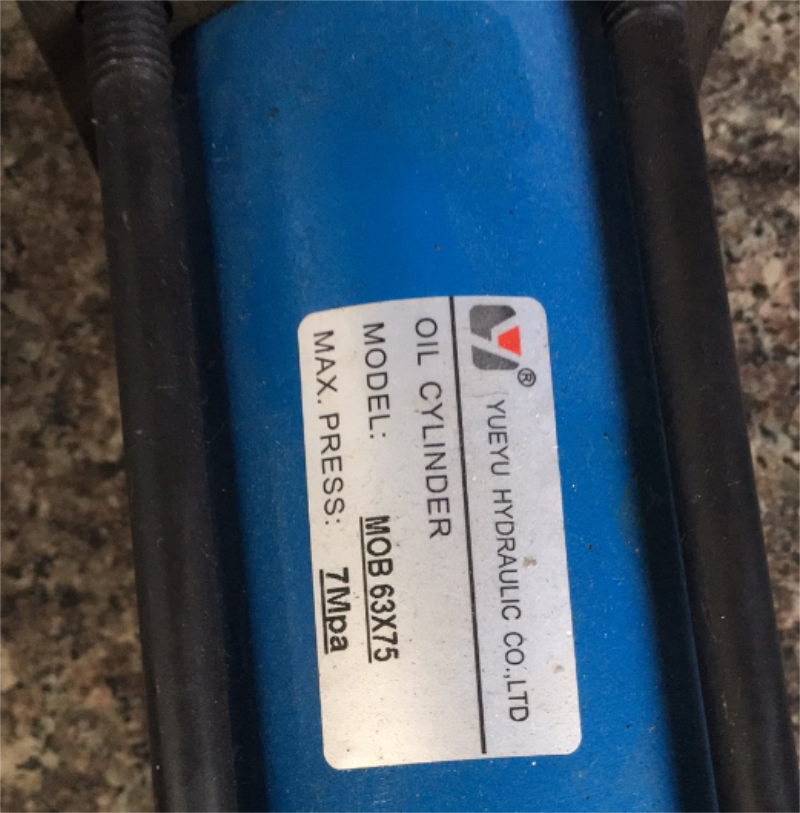 ® YUEYU HYDRAULIC CO.,LTD
OIL CYLINDER
MODEL: MOB 63X75
MAX. PRESS: 7Mpa